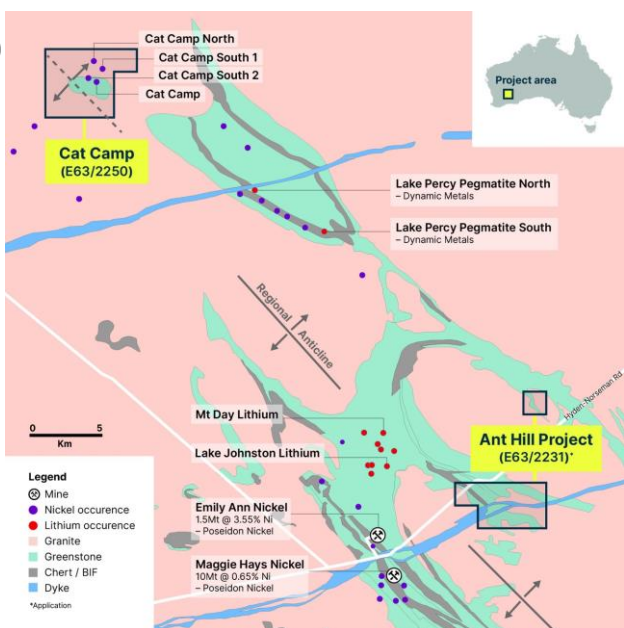 Cat Camp North
Cat Camp South 1
Cat Camp South 2
Cat Camp
Project area
Cat Camp
(E63/2250)
Lake Percy Pegmatite North
– Dynamic Metals
Lake Percy Pegmatite South
– Dynamic Metals
Regional
Anticline
Hyden-Norseman Rd
0 5
Km
Mt Day Lithium
Lake Johnston Lithium
Ant Hill Project
(E63/2231)*
Emily Ann Nickel
1.5Mt @ 3.55% Ni
– Poseidon Nickel
Maggie Hays Nickel
10Mt @ 0.65% Ni
– Poseidon Nickel
Legend
Mine
Nickel occurence
Lithium occurence
Granite
Greenstone
Chert / BIF
Dyke
*Application